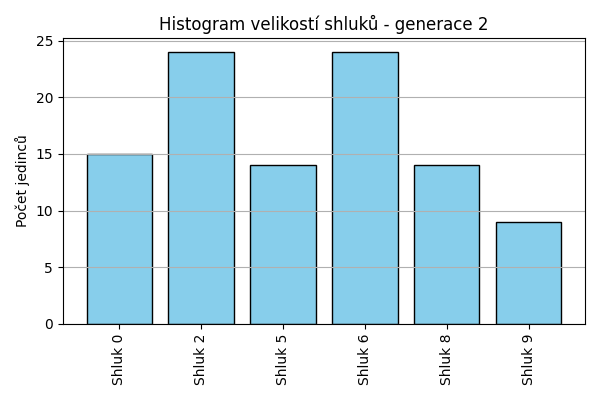 Histogram velikostí shluků - generace 2
Počet jedinců
25
20
15
10
5
0
Shluk 0
Shluk 2
Shluk 5
Shluk 6
Shluk 8
Shluk 9